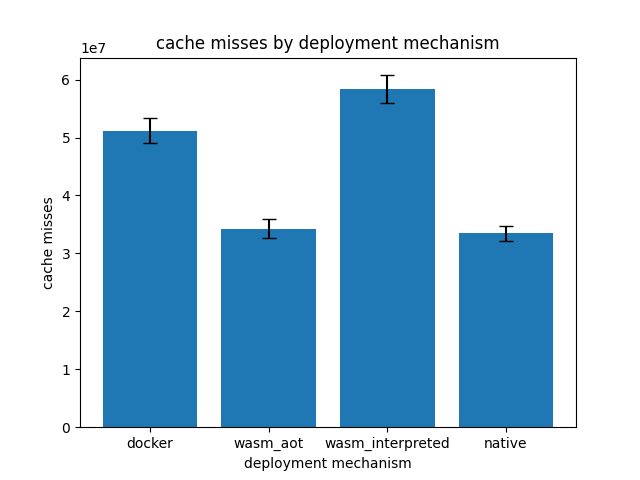 cache misses by deployment mechanism
1e7
6
5
4
3
2
1
0
cache misses
docker
wasm_aot
wasm_interpreted
native
deployment mechanism